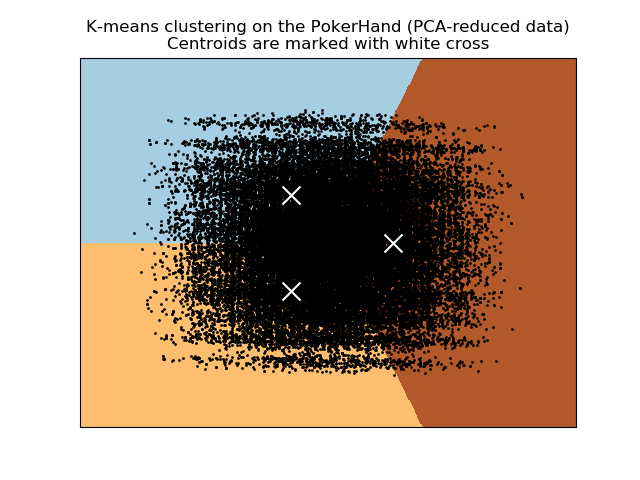 K-means clustering on the PokerHand (PCA-reduced data)
Centroids are marked with white cross